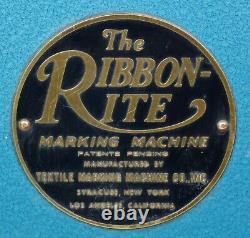 The
RIBBON-
RITE
MARKING MACHINE
PATENTS PENDING
MANUFACTURED BY
TEXTILE MARKING MACHINE CO., INC.
SYRACUSE, NEW YORK
LOS ANGELES, CALIFORNIA